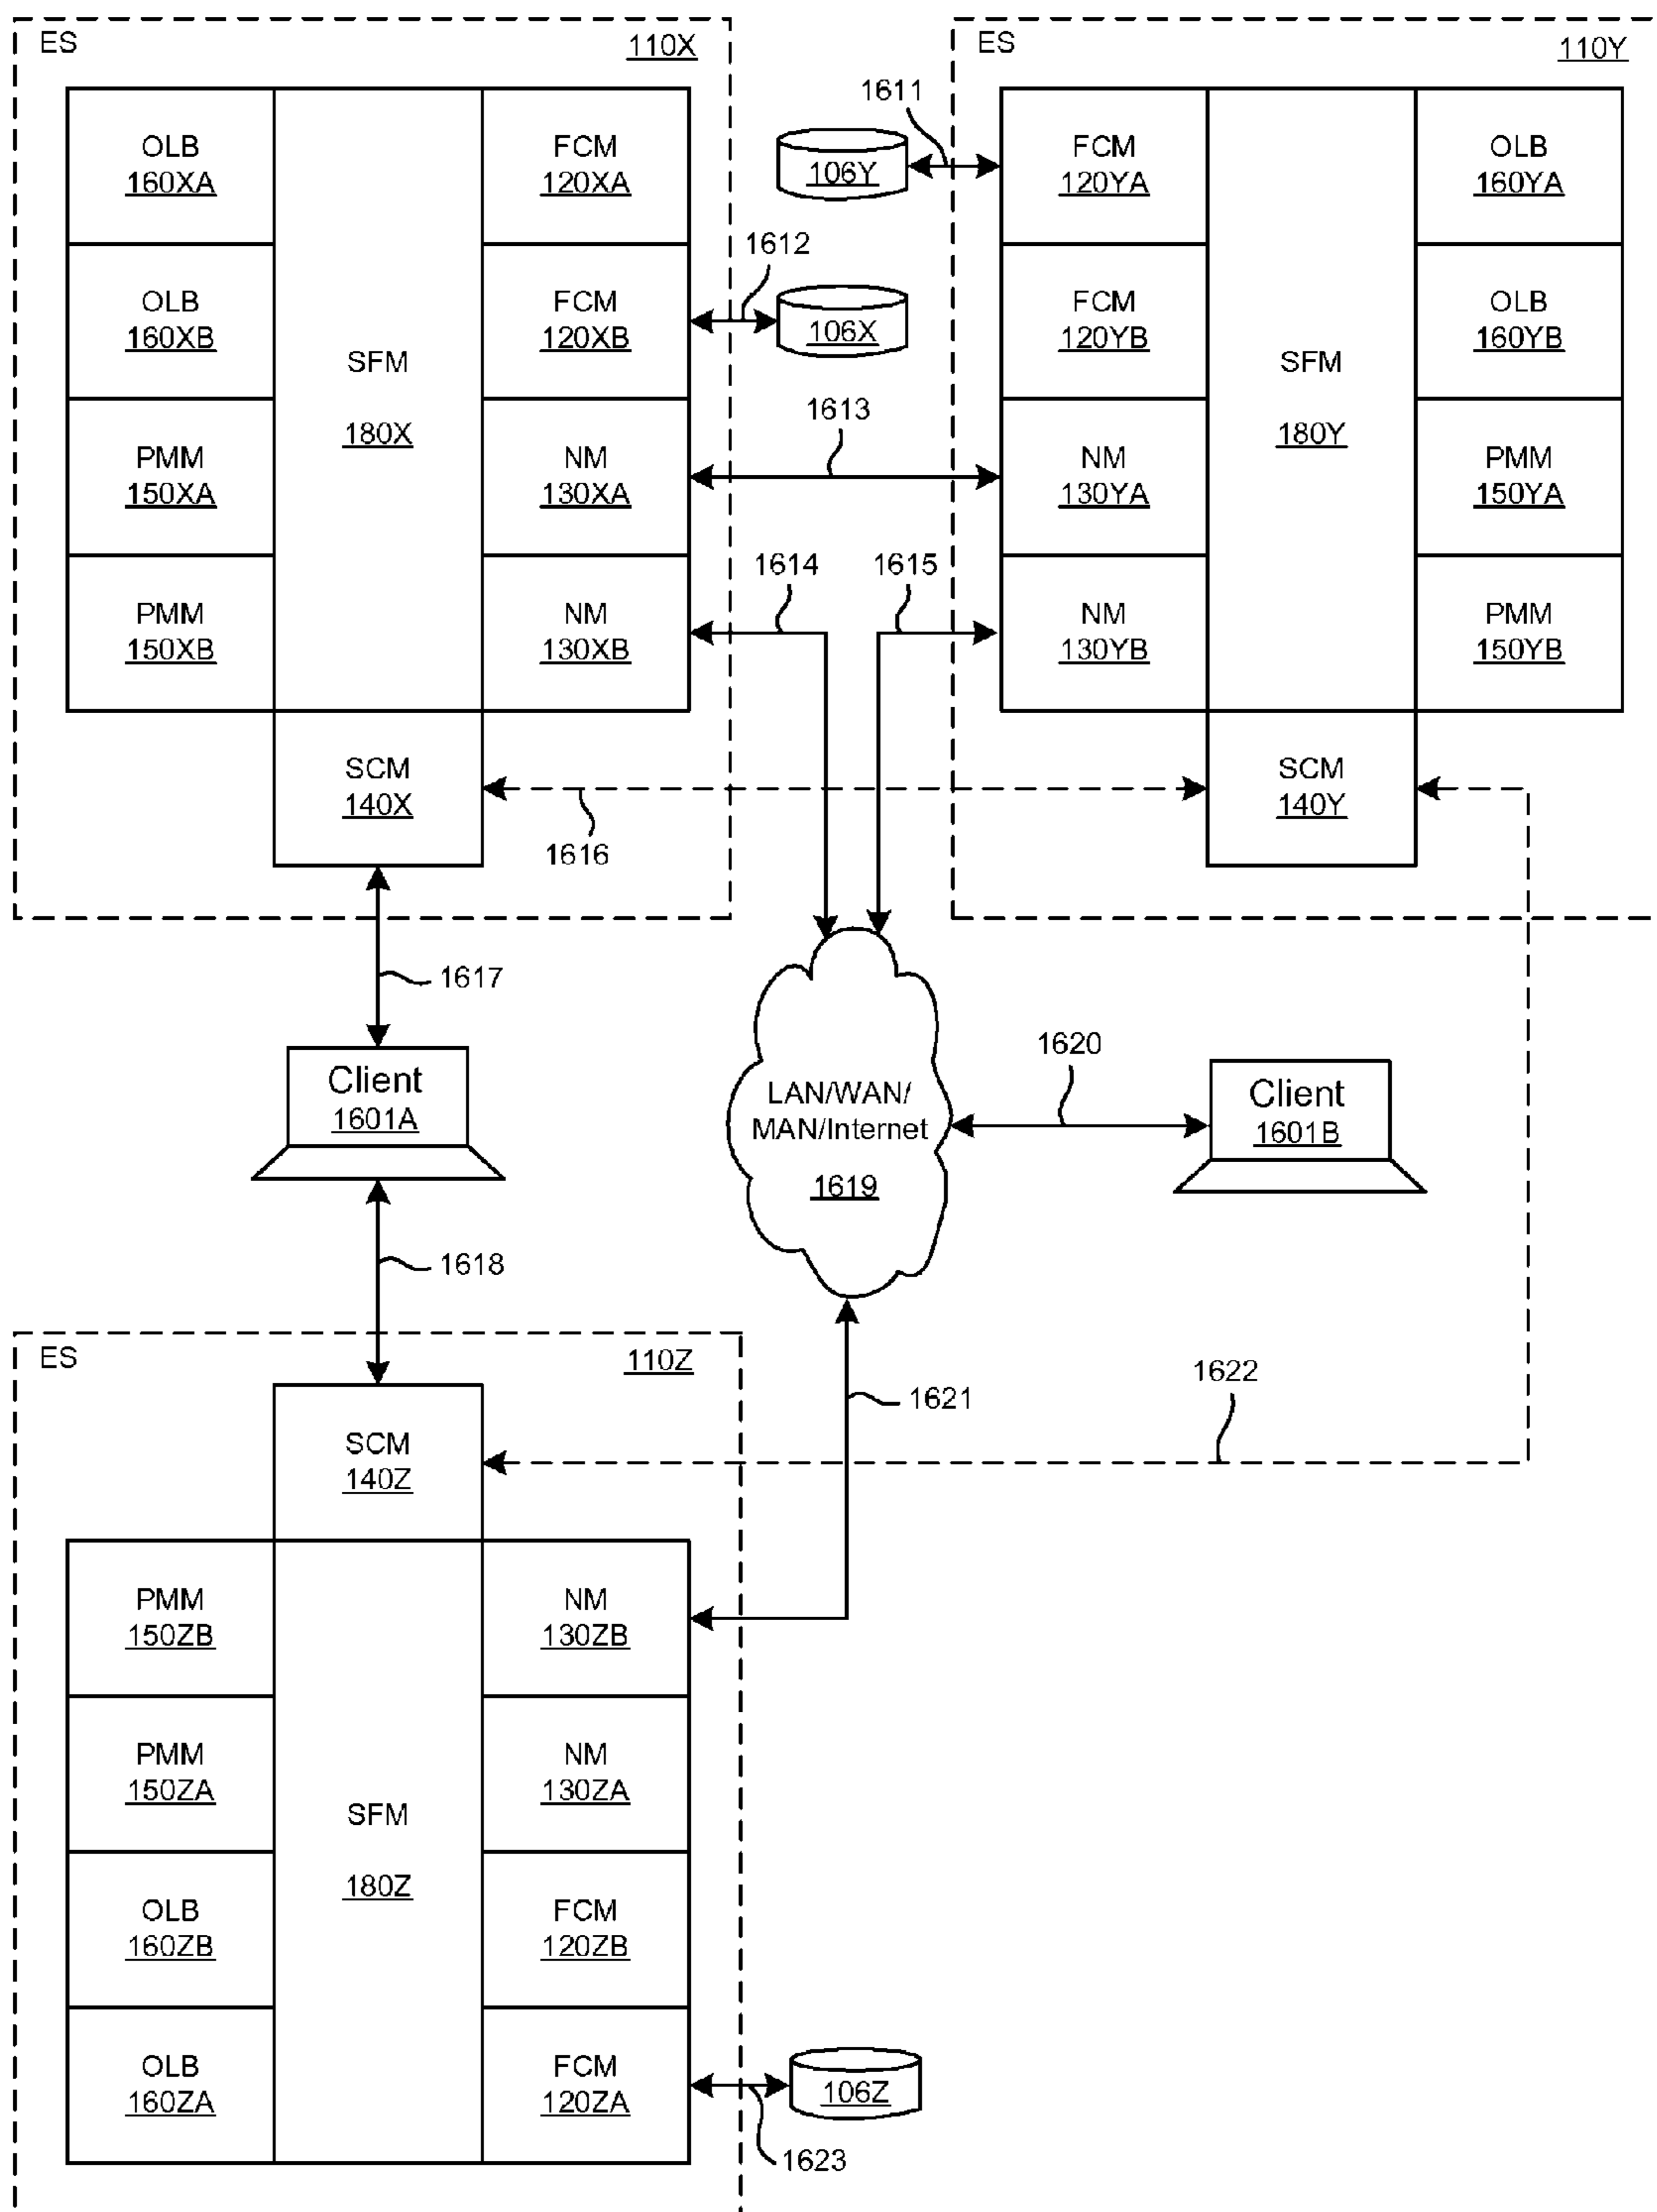 ES
110X
OLB
160XA
FCM
120XA
OLB
160XB
SFM
180X
FCM
120XB
PMM
150XA
NM
130XA
PMM
150XB
NM
130XB
SCM
140X
1611
106Y
1612
106X
1613
1614
1615
1616
ES
110Y
FCM
120YA
OLB
160YA
FCM
120YB
SFM
180Y
OLB
160YB
NM
130YA
PMM
150YA
NM
130YB
PMM
150YB
SCM
140Y
1617
Client
1601A
1618
LAN/WAN/
MAN/Internet
1619
1620
Client
1601B
1621
1622
ES
110Z
SCM
140Z
PMM
150ZB
NM
130ZB
PMM
150ZA
SFM
180Z
NM
130ZA
OLB
160ZB
FCM
120ZB
OLB
160ZA
FCM
120ZA
106Z
1623